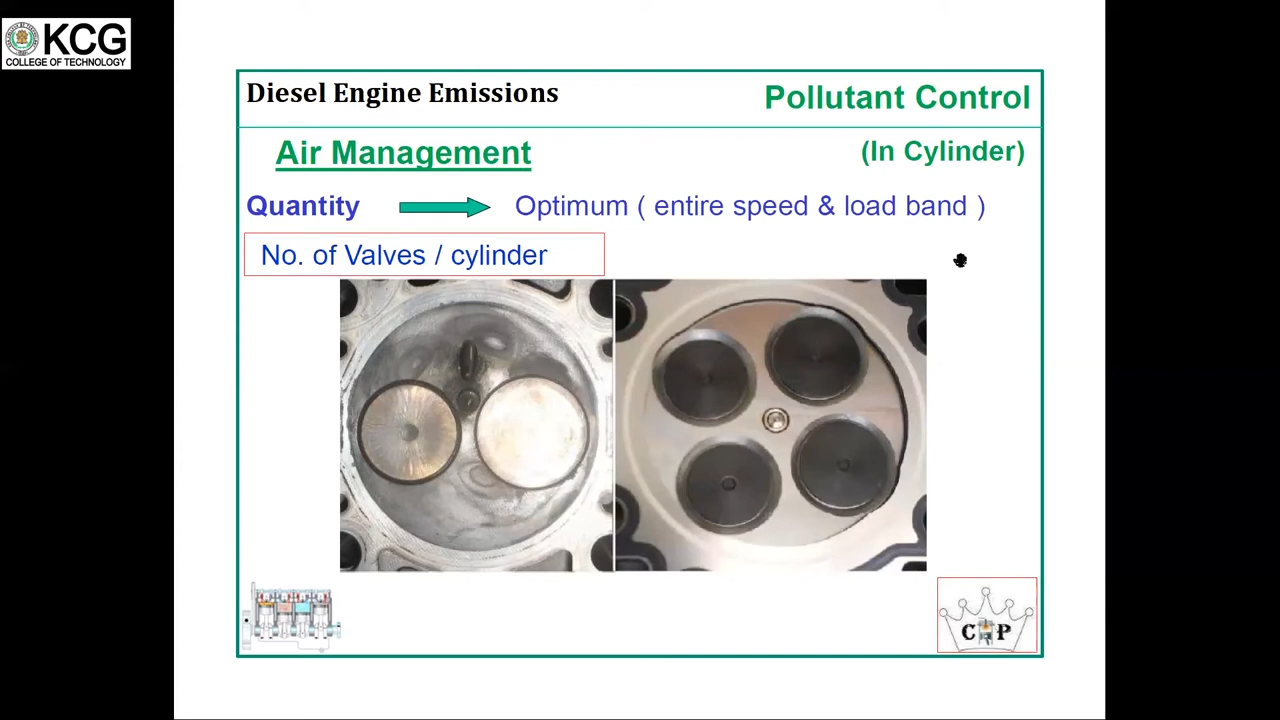 KCG
COLLEGE OF TECHNOLOGY
Diesel Engine Emissions
Pollutant Control
Air Management
(In Cylinder)
Quantity
Optimum ( entire speed & load band )
No. of Valves / cylinder
C P